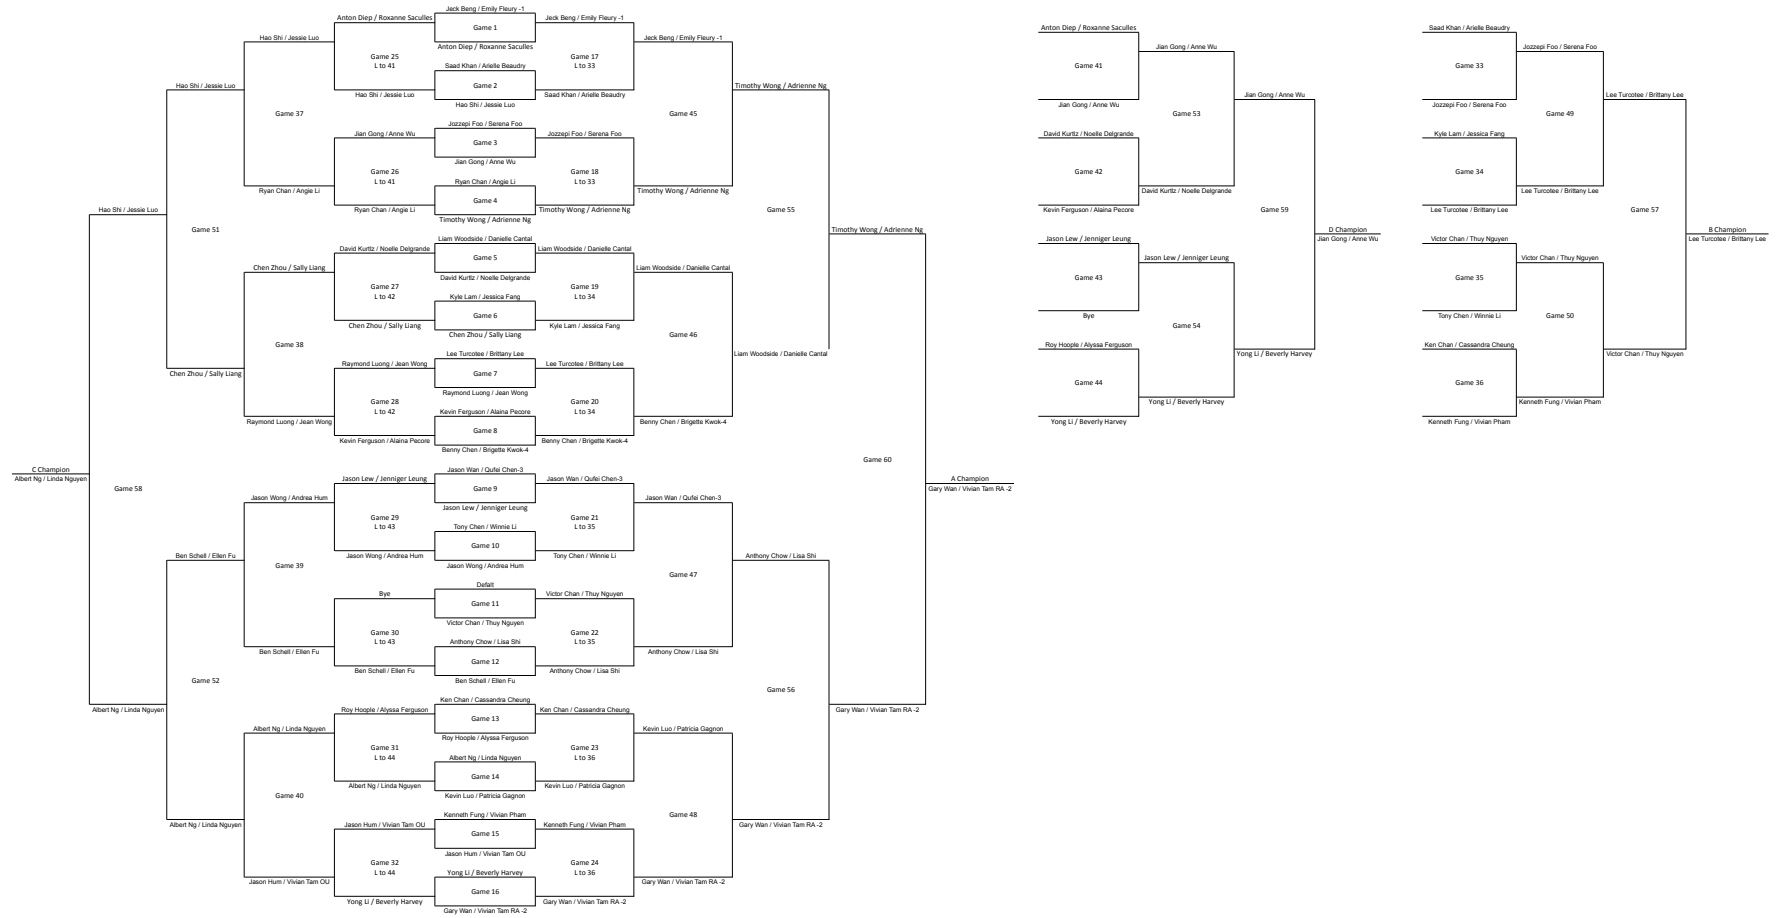 Jeck Beng / Emily Fleury -1
Anton Diep / Roxanne Saculles
Game 1
Jeck Beng / Emily Fleury -1
Anton Diep / Roxanne Saculles
Saad Khan / Arielle Beaudry
Hao Shi / Jessie Luo
Jeck Beng / Emily Fleury -1
Anton Diep / Roxanne Saculles
Jian Gong / Anne Wu
Jozzepi Foo / Serena Foo
Game 25
L to 41
Game 17
L to 33
Game 41
Game 33
Saad Khan / Arielle Beaudry
Hao Shi / Jessie Luo
Game 2
Timothy Wong / Adrienne Ng
Hao Shi / Jessie Luo
Saad Khan / Arielle Beaudry
Jian Gong / Anne Wu
Lee Turcotee / Brittany Lee
Hao Shi / Jessie Luo
Jian Gong / Anne Wu
Jozzepi Foo / Serena Foo
Game 37
Game 45
Game 53
Game 49
Jozzepi Foo / Serena Foo
Jian Gong / Anne Wu
Game 3
Jozzepi Foo / Serena Foo
David Kurtlz / Noelle Delgrande
Kyle Lam / Jessica Fang
Jian Gong / Anne Wu
Game 26
L to 41
Game 18
L to 33
Game 42
Game 34
Ryan Chan / Angie Li
Ryan Chan / Angie Li
Game 4
Timothy Wong / Adrienne Ng
David Kurtlz / Noelle Delgrande
Lee Turcotee / Brittany Lee
Hao Shi / Jessie Luo
Ryan Chan / Angie Li
Timothy Wong / Adrienne Ng
Game 55
Kevin Ferguson / Alaina Pecore
Game 59
Lee Turcotee / Brittany Lee
Game 57
Timothy Wong / Adrienne Ng
Game 51
Timothy Wong / Adrienne Ng
D Champion
B Champion
Jian Gong / Anne Wu
Lee Turcotee / Brittany Lee
Liam Woodside / Danielle Cantal
David Kurtlz / Noelle Delgrande
Game 5
Liam Woodside / Danielle Cantal
Jason Lew / Jenniger Leung
Victor Chan / Thuy Nguyen
Chen Zhou / Sally Liang
Liam Woodside / Danielle Cantal
Jason Lew / Jenniger Leung
Victor Chan / Thuy Nguyen
David Kurtlz / Noelle Delgrande
Game 27
L to 42
Game 19
L to 34
Game 43
Game 35
Kyle Lam / Jessica Fang
Game 6
Bye
Tony Chen / Winnie Li
Chen Zhou / Sally Liang
Kyle Lam / Jessica Fang
Game 54
Game 50
Chen Zhou / Sally Liang
Game 38
Game 46
Roy Hoople / Alyssa Ferguson
Ken Chan / Cassandra Cheung
Lee Turcotee / Brittany Lee
Liam Woodside / Danielle Cantal
Yong Li / Beverly Harvey
Victor Chan / Thuy Nguyen
Raymond Luong / Jean Wong
Game 7
Lee Turcotee / Brittany Lee
Chen Zhou / Sally Liang
Game 44
Game 36
Raymond Luong / Jean Wong
Game 28
L to 42
Game 20
L to 34
Yong Li / Beverly Harvey
Kenneth Fung / Vivian Pham
Kevin Ferguson / Alaina Pecore
Raymond Luong / Jean Wong
Benny Chen / Brigette Kwok-4
Yong Li / Beverly Harvey
Kenneth Fung / Vivian Pham
Game 8
Kevin Ferguson / Alaina Pecore
Benny Chen / Brigette Kwok-4
Benny Chen / Brigette Kwok-4
Game 60
C Champion
Jason Wan / Qufei Chen-3
Albert Ng / Linda Nguyen
Jason Lew / Jenniger Leung
Jason Wan / Qufei Chen-3
A Champion
Game 58
Game 9
Gary Wan / Vivian Tam RA -2
Jason Wong / Andrea Hum
Jason Wan / Qufei Chen-3
Jason Lew / Jenniger Leung
Game 29
L to 43
Game 21
L to 35
Tony Chen / Winnie Li
Game 10
Ben Schell / Ellen Fu
Jason Wong / Andrea Hum
Tony Chen / Winnie Li
Anthony Chow / Lisa Shi
Jason Wong / Andrea Hum
Game 39
Game 47
Defalt
Bye
Game 11
Victor Chan / Thuy Nguyen
Victor Chan / Thuy Nguyen
Game 30
L to 43
Game 22
L to 35
Anthony Chow / Lisa Shi
Ben Schell / Ellen Fu
Anthony Chow / Lisa Shi
Game 12
Ben Schell / Ellen Fu
Anthony Chow / Lisa Shi
Ben Schell / Ellen Fu
Game 52
Game 56
Ken Chan / Cassandra Cheung
Albert Ng / Linda Nguyen
Roy Hoople / Alyssa Ferguson
Ken Chan / Cassandra Cheung
Gary Wan / Vivian Tam RA -2
Game 13
Albert Ng / Linda Nguyen
Kevin Luo / Patricia Gagnon
Roy Hoople / Alyssa Ferguson
Game 31
L to 44
Game 23
L to 36
Albert Ng / Linda Nguyen
Game 14
Albert Ng / Linda Nguyen
Kevin Luo / Patricia Gagnon
Kevin Luo / Patricia Gagnon
Game 40
Game 48
Kenneth Fung / Vivian Pham
Albert Ng / Linda Nguyen
Jason Hum / Vivian Tam OU
Kenneth Fung / Vivian Pham
Gary Wan / Vivian Tam RA -2
Game 15
Jason Hum / Vivian Tam OU
Game 32
L to 44
Game 24
L to 36
Yong Li / Beverly Harvey
Jason Hum / Vivian Tam OU
Gary Wan / Vivian Tam RA -2
Game 16
Yong Li / Beverly Harvey
Gary Wan / Vivian Tam RA -2
Gary Wan / Vivian Tam RA -2